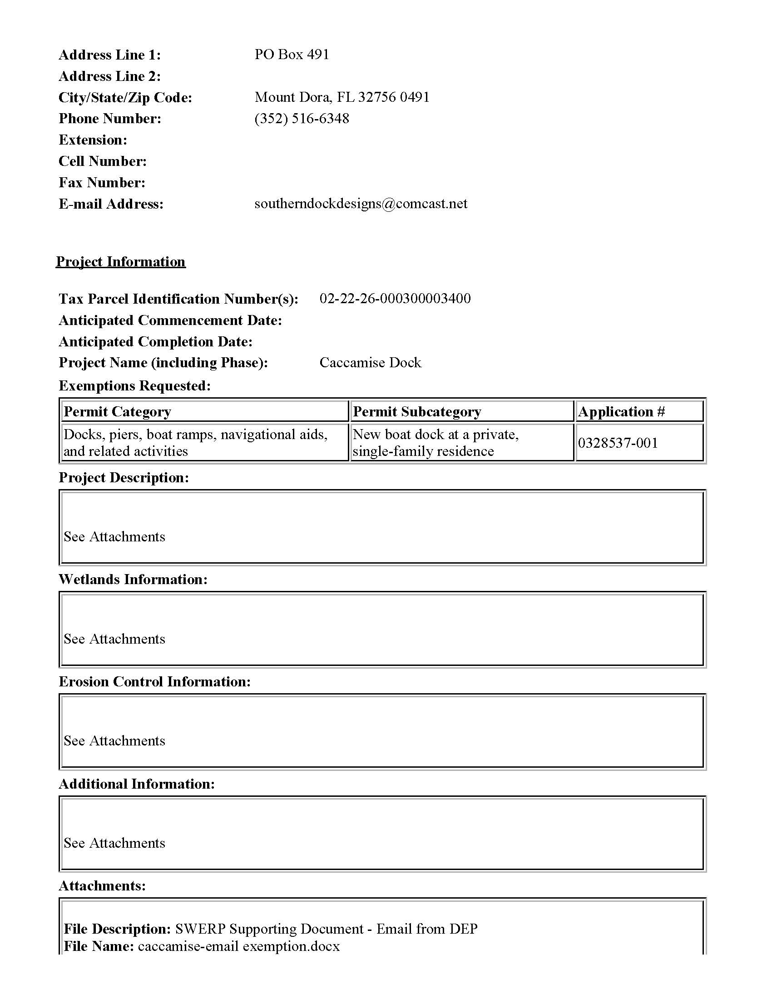 Address Line 1: PO Box 491
Address Line 2:
City/State/Zip Code: Mount Dora, FL 32756 0491
Phone Number: (352) 516-6348
Extension:
Cell Number:
Fax Number:
E-mail Address: southerndockdesigns@comcast.net
Project Information
Tax Parcel Identification Number(s): 02-22-26-000300003400
Anticipated Commencement Date:
Anticipated Completion Date:
Project Name (including Phase): Caccamise Dock
Exemptions Requested:
Permit Category Permit Subcategory Application #
Docks, piers, boat ramps, navigational aids, New boat dock at a private,
and related activities single-family residence 0328537-001
Project Description:
See Attachments
Wetlands Information:
See Attachments
Erosion Control Information:
See Attachments
Additional Information:
See Attachments
Attachments:
File Description: SWERP Supporting Document - Email from DEP
File Name: caccamise-email exemption.docx